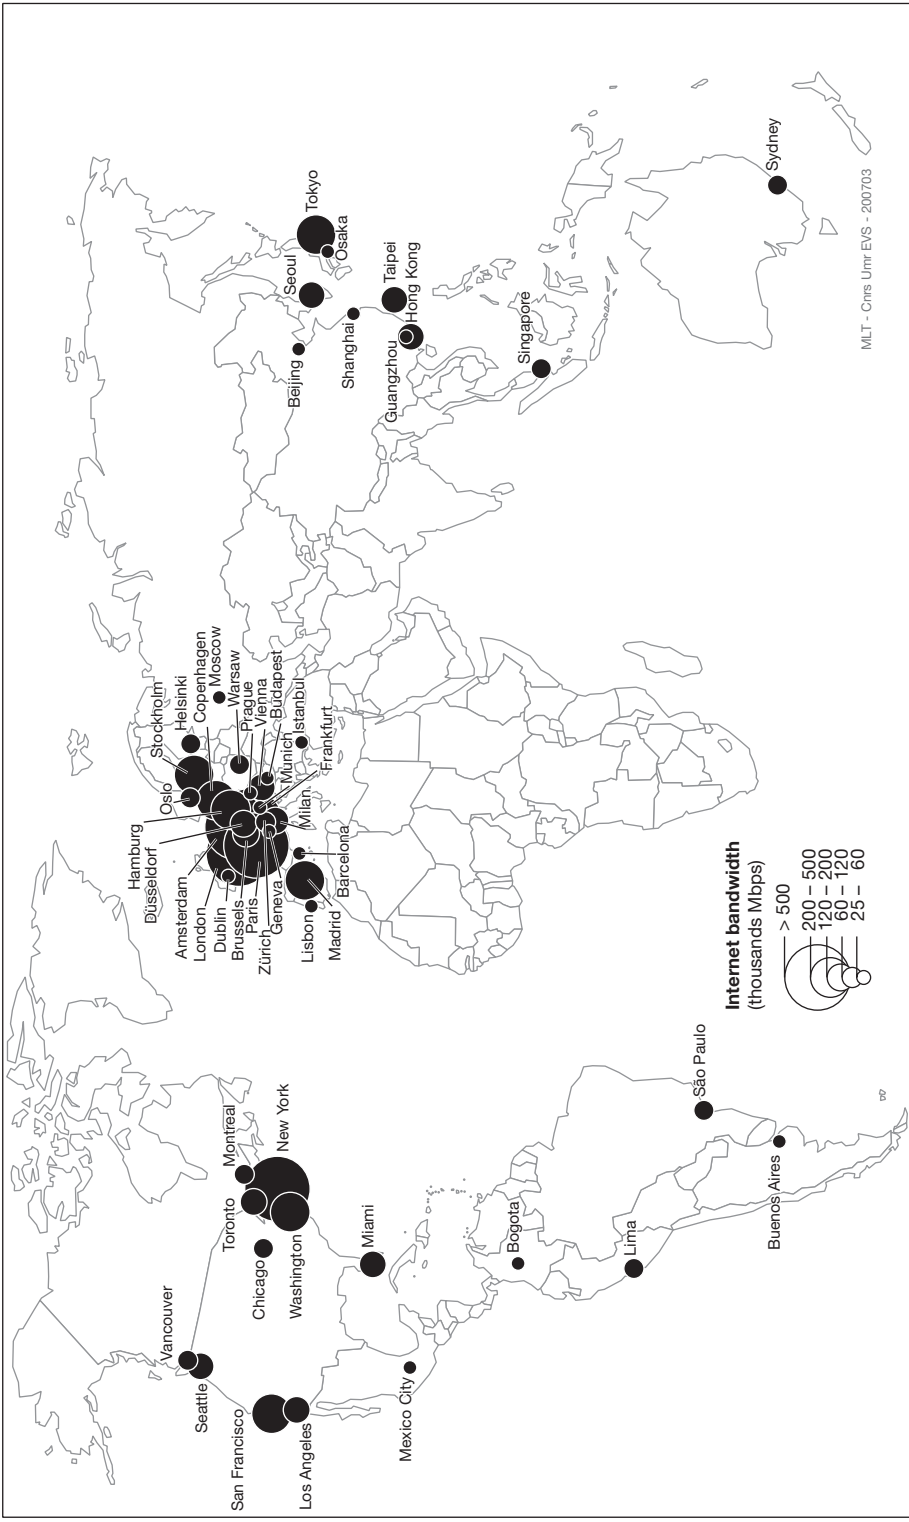 Vancouver
Seattle
San Francisco
Los Angeles
Chicago
Toronto
Montreal
New York
Washington
Miami
Mexico City
Bogota
Lima
São Paulo
Buenos Aires
Hamburg
Düsseldorf
Amsterdam
London
Dublin
Brussels
Paris
Zürich
Geneva
Lisbon
Madrid
Barcelona
Oslo
Stockholm
Helsinki
Copenhagen
Moscow
Warsaw
Prague
Vienna
Budapest
Munich
Istanbul
Milan
Frankfurt
Beijing
Seoul
Tokyo
Osaka
Shanghai
Taipei
Guangzhou
Hong Kong
Singapore
Sydney
Internet bandwidth
(thousands Mbps)
> 500
200 – 500
120 – 200
60 – 120
25 – 60
MLT - Cnrs Umr EVS - 200703